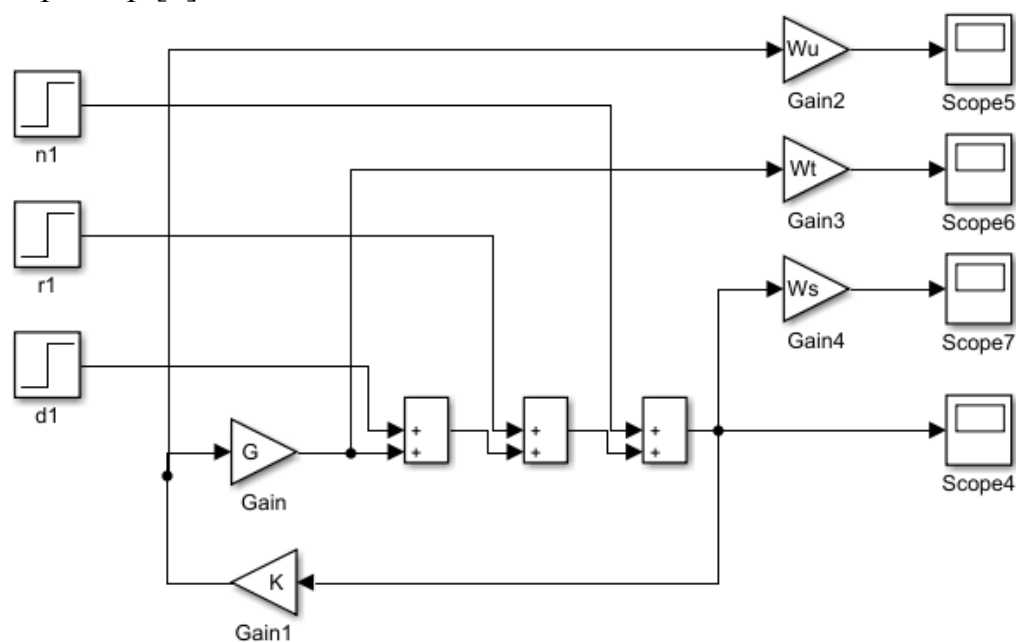 Wu
Gain2
Scope5
n1
Wt
Gain3
Scope6
r1
Ws
Gain4
Scope7
d1
+
+
+
+
+
+
G
Gain
Scope4
K
Gain1